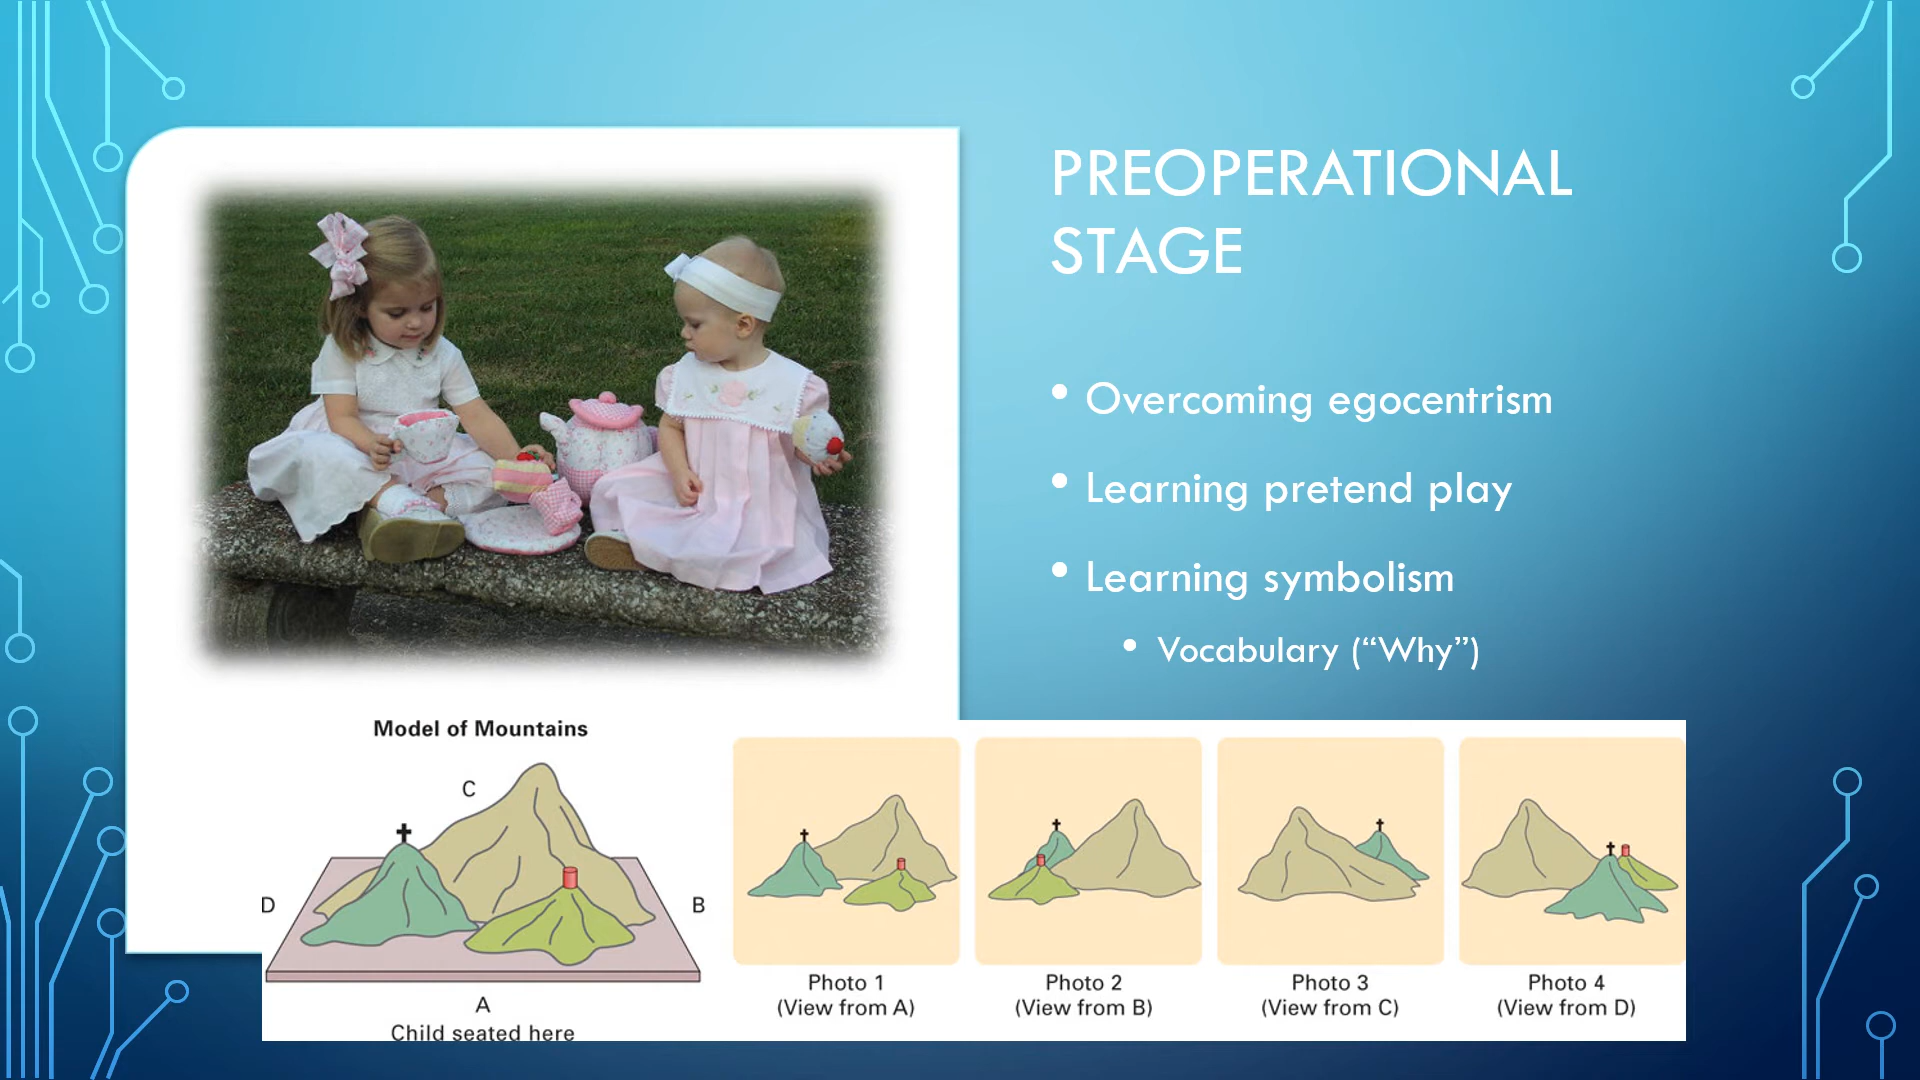 PREOPERATIONAL
STAGE
• Overcoming egocentrism
• Learning pretend play
• Learning symbolism
• Vocabulary (“Why”)
Model of Mountains
C
D
B
A
Child seated here
Photo 1
(View from A)
Photo 2
(View from B)
Photo 3
(View from C)
Photo 4
(View from D)